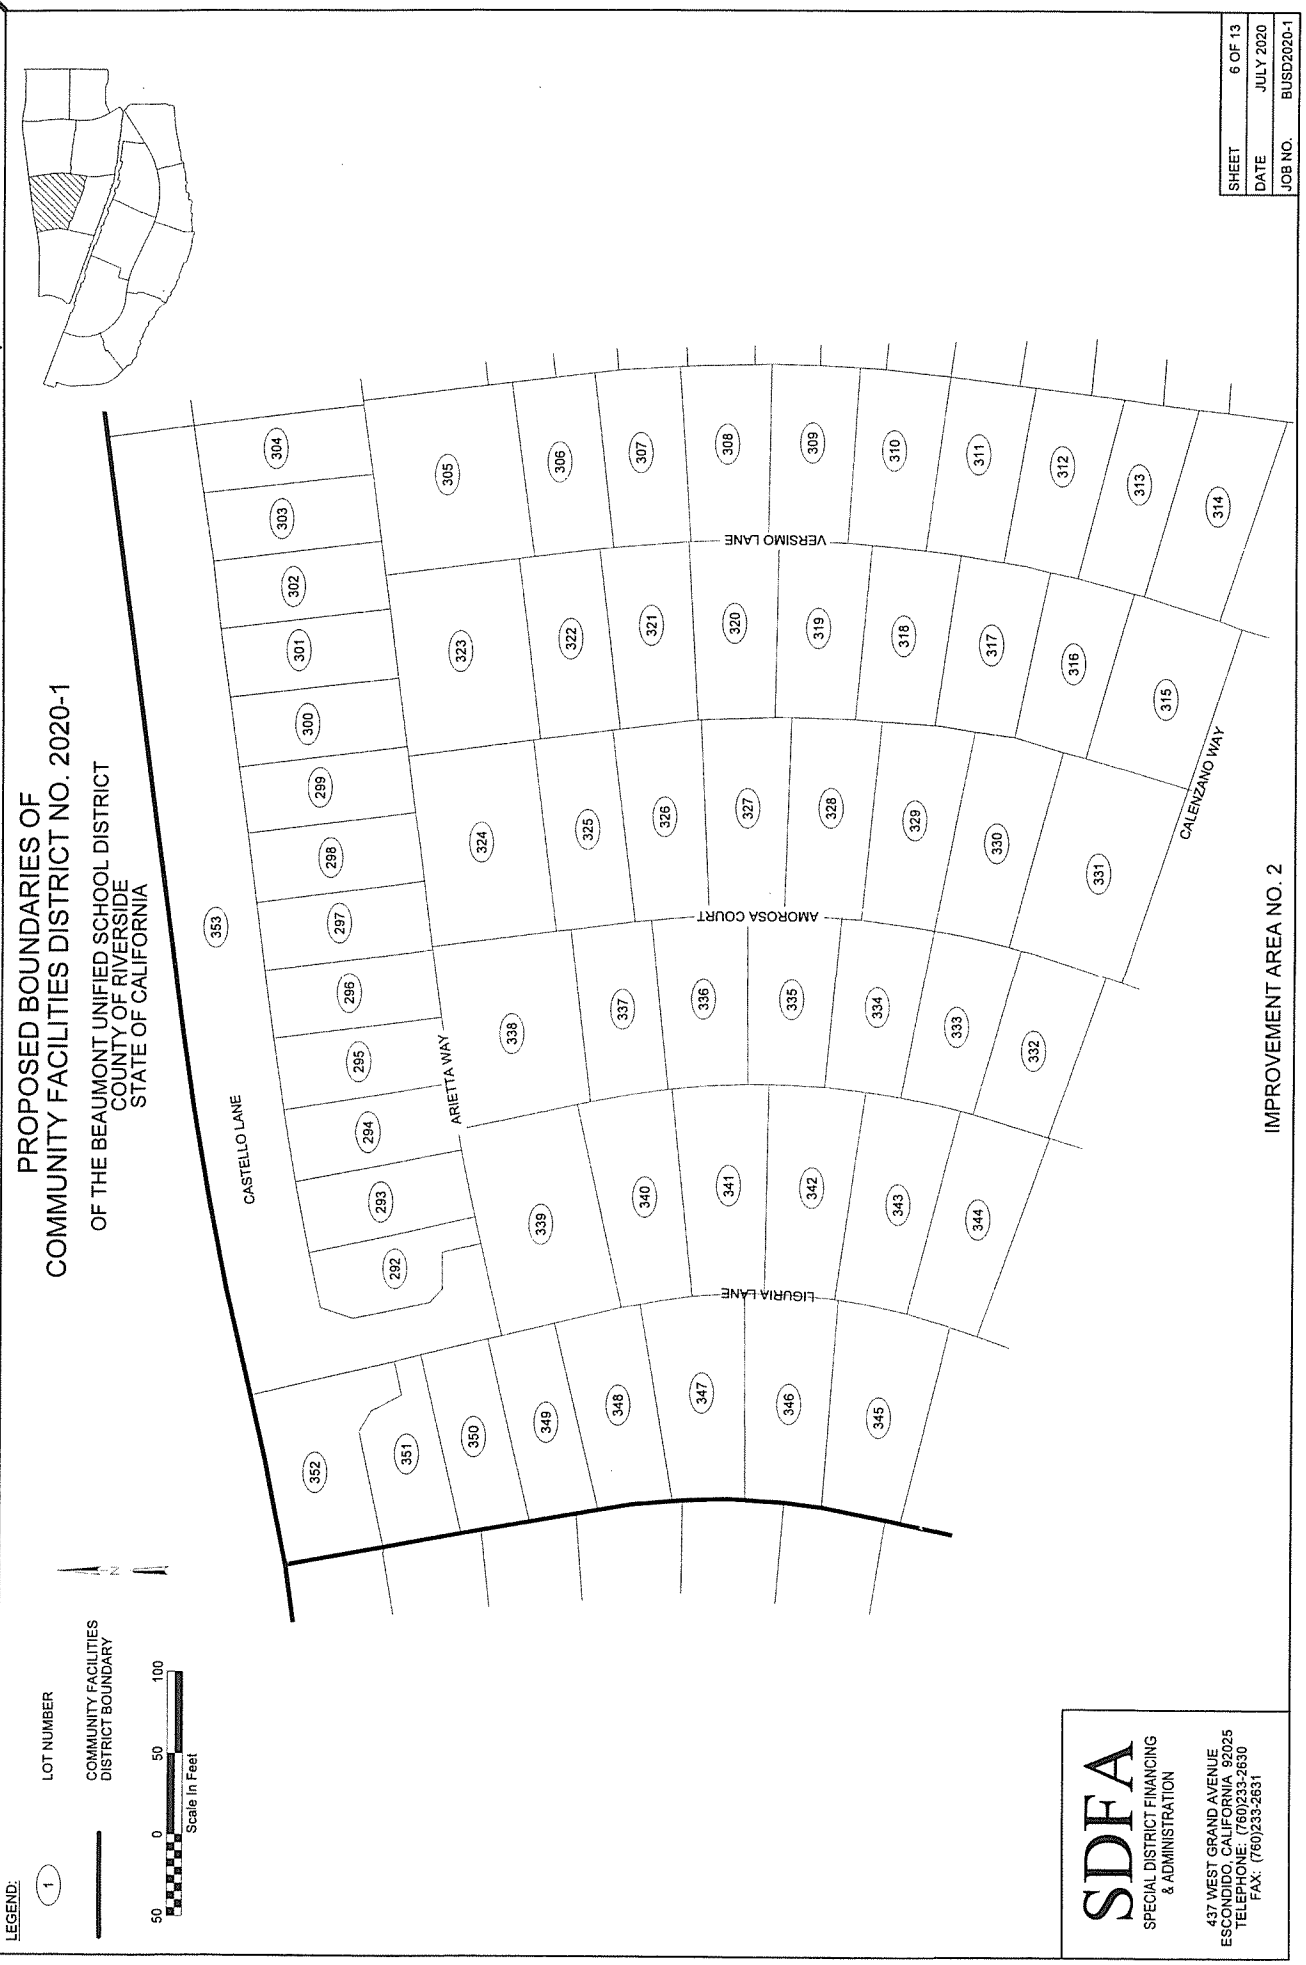 PROPOSED BOUNDARIES OF
COMMUNITY FACILITIES DISTRICT NO. 2020-1
OF THE BEAUMONT UNIFIED SCHOOL DISTRICT
COUNTY OF RIVERSIDE
STATE OF CALIFORNIA
LEGEND:
1
LOT NUMBER
COMMUNITY FACILITIES
DISTRICT BOUNDARY
50 0 50 100
Scale In Feet
N
353
CASTELLO LANE
352
351
350
349
348
347
346
345
292
293
294
295
296
297
298
299
300
301
302
303
304
ARIETTA WAY
339
340
341
342
343
344
LIGURIA LANE
338
337
336
335
334
333
332
AMOROSA COURT
324
325
326
327
328
329
330
331
323
322
321
320
319
318
317
316
315
VERSIMO LANE
305
306
307
308
309
310
311
312
313
314
CALENZANO WAY
IMPROVEMENT AREA NO. 2
SDFA
SPECIAL DISTRICT FINANCING
& ADMINISTRATION
437 WEST GRAND AVENUE
ESCONDIDO, CALIFORNIA 92025
TELEPHONE: (760)233-2630
FAX: (760)233-2631
SHEET 6 OF 13
DATE JULY 2020
JOB NO. BUSD2020-1